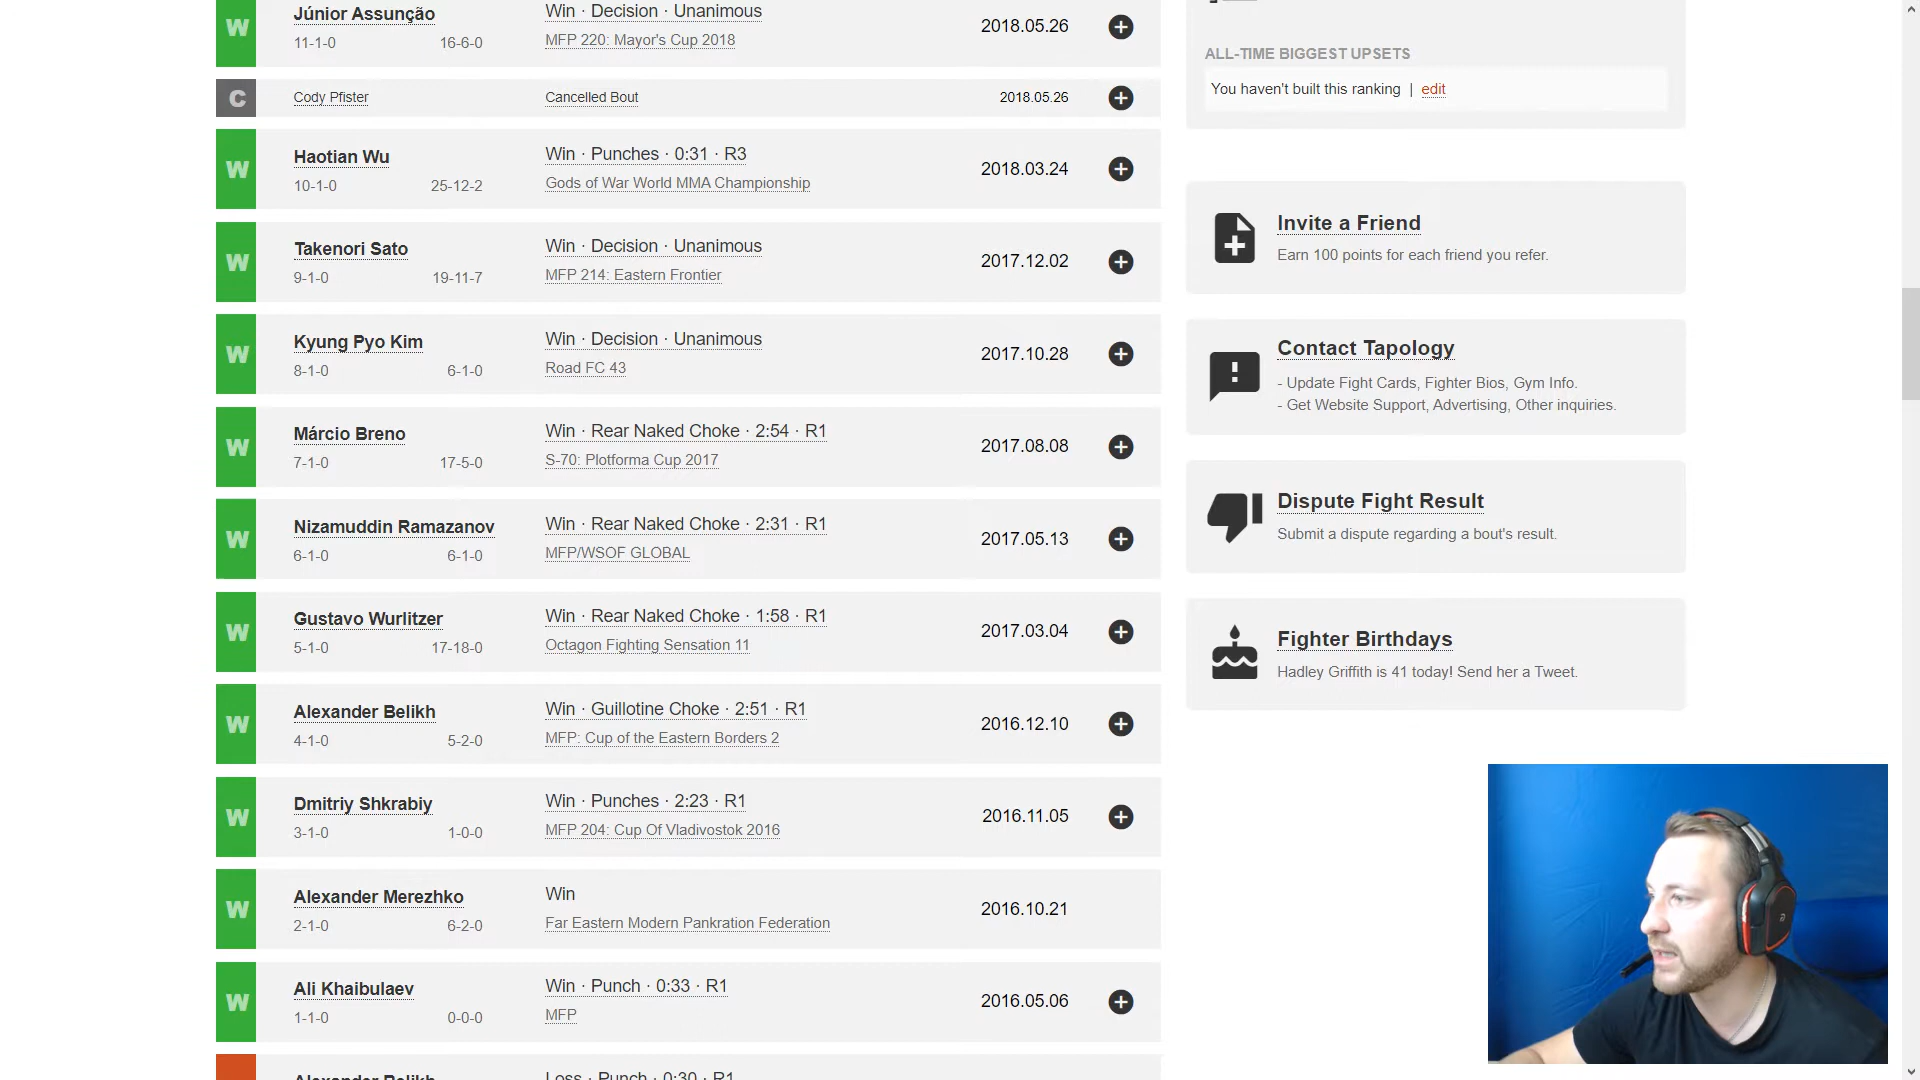 W
Júnior Assunção
Win · Decision · Unanimous
2018.05.26
11-1-0
16-6-0
MFP 220: Mayor's Cup 2018
C
Cody Pfister
Cancelled Bout
2018.05.26
W
Haotian Wu
Win · Punches · 0:31 · R3
2018.03.24
10-1-0
25-12-2
Gods of War World MMA Championship
W
Takenori Sato
Win · Decision · Unanimous
2017.12.02
9-1-0
19-11-7
MFP 214: Eastern Frontier
W
Kyung Pyo Kim
Win · Decision · Unanimous
2017.10.28
8-1-0
6-1-0
Road FC 43
W
Márcio Breno
Win · Rear Naked Choke · 2:54 · R1
2017.08.08
7-1-0
17-5-0
S-70: Plotforma Cup 2017
W
Nizamuddin Ramazanov
Win · Rear Naked Choke · 2:31 · R1
2017.05.13
6-1-0
6-1-0
MFP/WSOF GLOBAL
W
Gustavo Wurlitzer
Win · Rear Naked Choke · 1:58 · R1
2017.03.04
5-1-0
17-18-0
Octagon Fighting Sensation 11
W
Alexander Belikh
Win · Guillotine Choke · 2:51 · R1
2016.12.10
4-1-0
5-2-0
MFP: Cup of the Eastern Borders 2
W
Dmitriy Shkrabiy
Win · Punches · 2:23 · R1
2016.11.05
3-1-0
1-0-0
MFP 204: Cup Of Vladivostok 2016
W
Alexander Merezhko
Win
2016.10.21
2-1-0
6-2-0
Far Eastern Modern Pankration Federation
W
Ali Khaibulaev
Win · Punch · 0:33 · R1
2016.05.06
1-1-0
0-0-0
MFP
Alexander Belikh
Loss · Punch · 0:30 · R1
ALL-TIME BIGGEST UPSETS
You haven't built this ranking | edit
Invite a Friend
Earn 100 points for each friend you refer.
Contact Tapology
- Update Fight Cards, Fighter Bios, Gym Info.
- Get Website Support, Advertising, Other inquiries.
Dispute Fight Result
Submit a dispute regarding a bout's result.
Fighter Birthdays
Hadley Griffith is 41 today! Send her a Tweet.